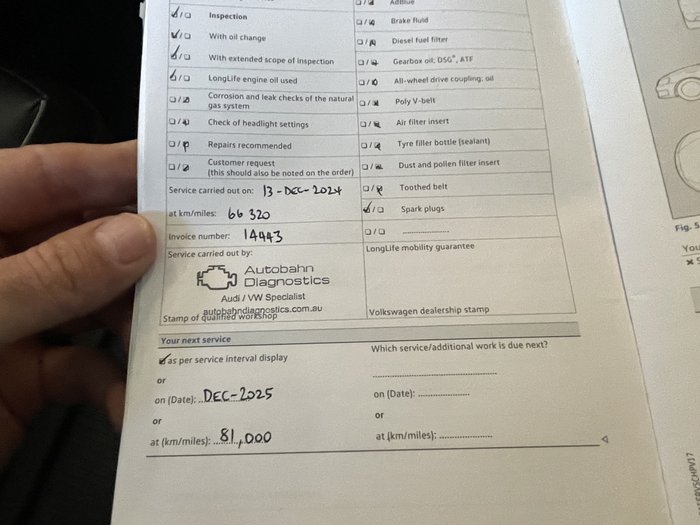 ☑/☐ Inspection
☑/☐ With oil change
☑/☐ With extended scope of inspection
☑/☐ LongLife engine oil used
☐/☑ Corrosion and leak checks of the natural
gas system
☐/☑ Check of headlight settings
☐/☑ Repairs recommended
☐/☑ Customer request
(this should also be noted on the order)
Service carried out on: 13-DEC-2024
at km/miles: 66 320
Invoice number: 14443
Service carried out by:
Autobahn
Diagnostics
Audi / VW Specialist
autobahndiagnostics.com.au
Stamp of qualified workshop
AdBlue
☐/☑ Brake fluid
☐/☑ Diesel fuel filter
☐/☑ Gearbox oil: DSG®, ATF
☐/☑ All-wheel drive coupling: oil
☐/☑ Poly V-belt
☐/☑ Air filter insert
☐/☑ Tyre filler bottle (sealant)
☐/☑ Dust and pollen filter insert
☐/☑ Toothed belt
☑/☐ Spark plugs
☐/☐ ....................
LongLife mobility guarantee
Volkswagen dealership stamp
Your next service
☑ as per service interval display
or
on (Date): DEC-2025
or
at (km/miles): 81,000
Which service/additional work is due next?
on (Date): ....................
or
at (km/miles): ....................
Fig. 5
You